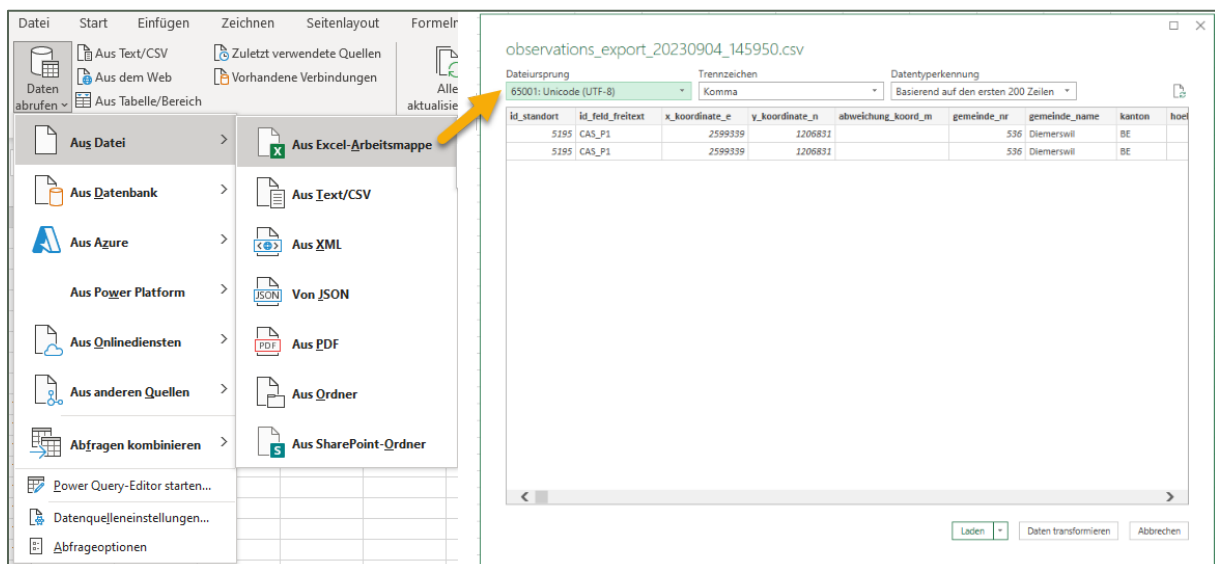 Datei Start Einfügen Zeichnen Seitenlayout Formeln
Daten abrufen
Aus Text/CSV
Aus dem Web
Aus Tabelle/Bereich
Zuletzt verwendete Quellen
Vorhandene Verbindungen
Alle
aktualisie
Aus Datei
Aus Datenbank
Aus Azure
Aus Power Platform
Aus Onlinediensten
Aus anderen Quellen
Abfragen kombinieren
Power Query-Editor starten...
Datenquelleneinstellungen...
Abfrageoptionen
Aus Excel-Arbeitsmappe
Aus Text/CSV
Aus XML
JSON Von JSON
PDF Aus PDF
Aus Ordner
Aus SharePoint-Ordner
observations_export_20230904_145950.csv
Dateiursprung Trennzeichen Datentyperkennung
65001: Unicode (UTF-8) Komma Basierend auf den ersten 200 Zeilen
id_standort id_feld_freitext x_koordinate_e y_koordinate_n abweichung_koord_m gemeinde_nr gemeinde_name kanton hoel
5195 CAS_P1 2599339 1206831 536 Diemerswil BE
5195 CAS_P1 2599339 1206831 536 Diemerswil BE
Laden Daten transformieren Abbrechen